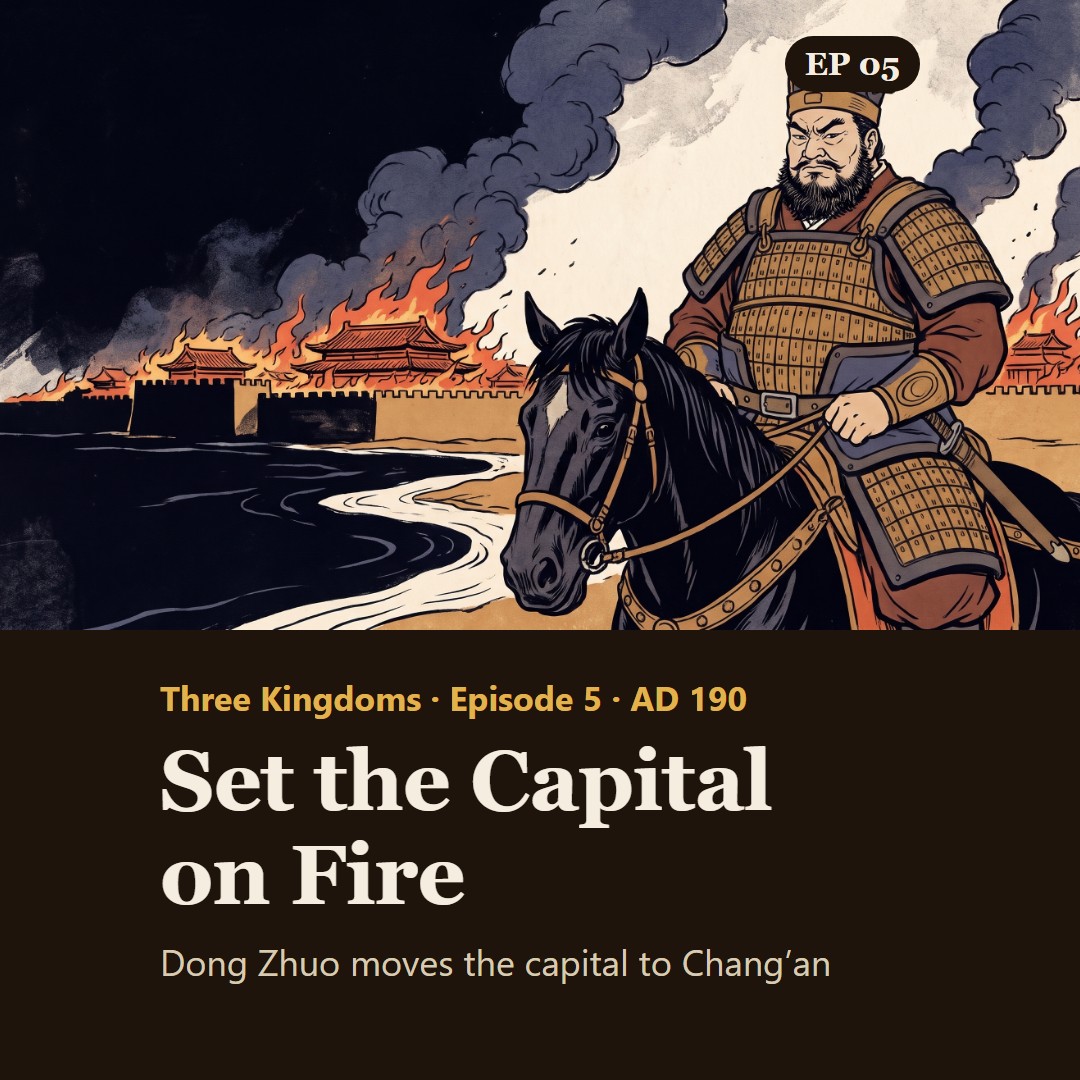 EP 05
Three Kingdoms · Episode 5 · AD 190
Set the Capital
on Fire
Dong Zhuo moves the capital to Chang’an